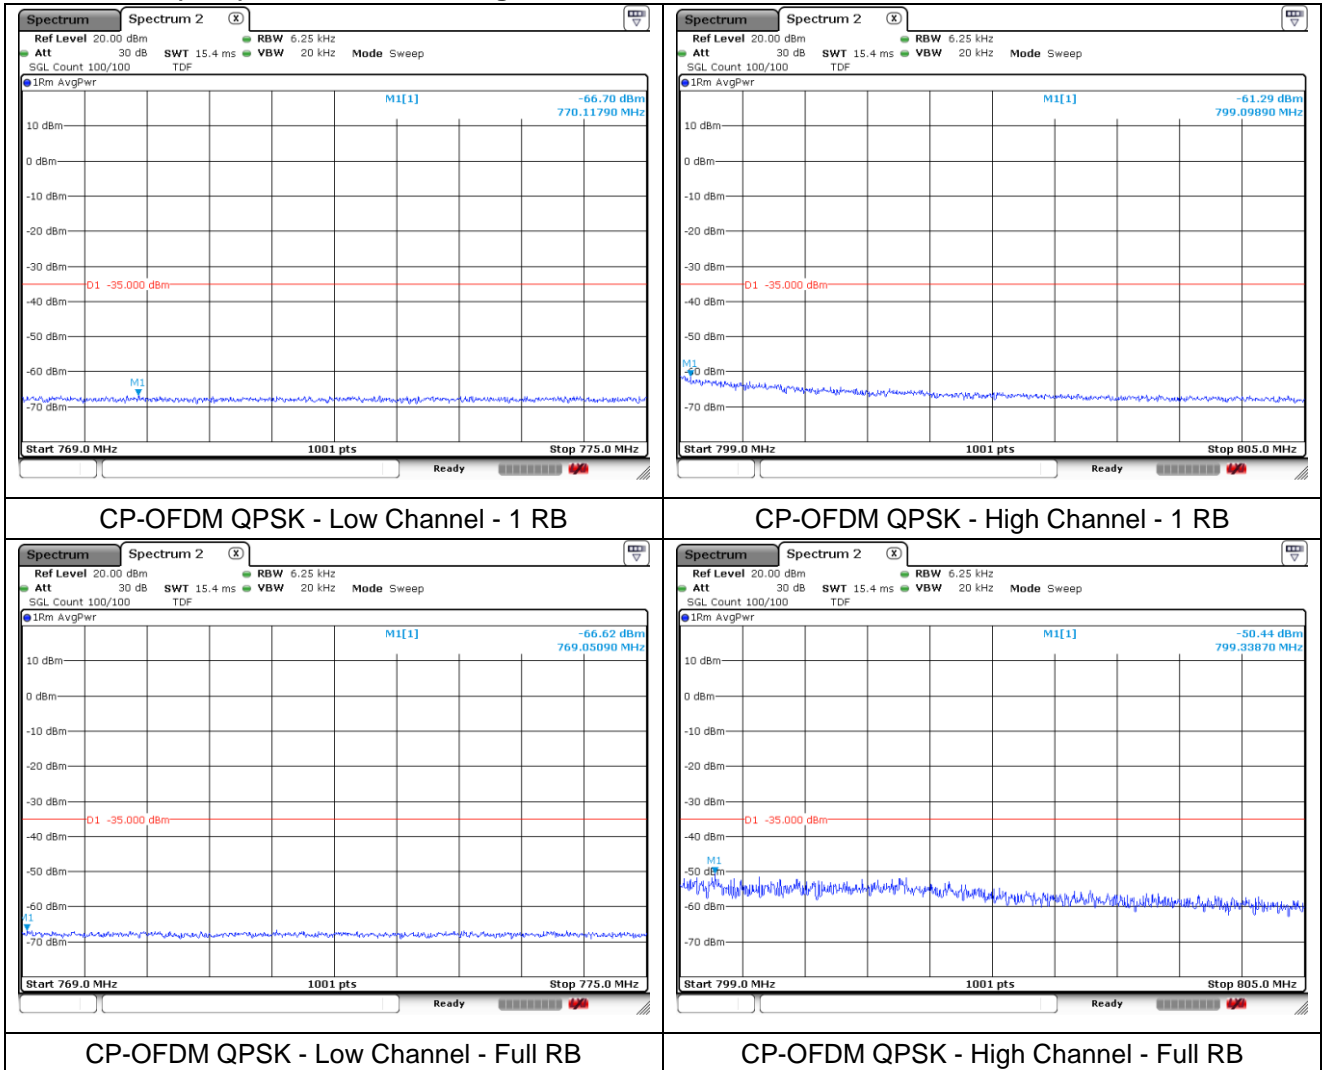 Spectrum Spectrum 2 X
Ref Level 20.00 dBm RBW 6.25 kHz
Att 30 dB SWT 15.4 ms VBW 20 kHz Mode Sweep
SGL Count 100/100 TDF
1Rm AvgPwr
M1[1] -66.70 dBm
770.11790 MHz
10 dBm
0 dBm
-10 dBm
-20 dBm
-30 dBm
D1 -35.000 dBm
-40 dBm
-50 dBm
-60 dBm
M1
-70 dBm
Start 769.0 MHz 1001 pts Stop 775.0 MHz
Ready
CP-OFDM QPSK - Low Channel - 1 RB
Spectrum Spectrum 2 X
Ref Level 20.00 dBm RBW 6.25 kHz
Att 30 dB SWT 15.4 ms VBW 20 kHz Mode Sweep
SGL Count 100/100 TDF
1Rm AvgPwr
M1[1] -61.29 dBm
799.09890 MHz
10 dBm
0 dBm
-10 dBm
-20 dBm
-30 dBm
D1 -35.000 dBm
-40 dBm
-50 dBm
M1
-60 dBm
-70 dBm
Start 799.0 MHz 1001 pts Stop 805.0 MHz
Ready
CP-OFDM QPSK - High Channel - 1 RB
Spectrum Spectrum 2 X
Ref Level 20.00 dBm RBW 6.25 kHz
Att 30 dB SWT 15.4 ms VBW 20 kHz Mode Sweep
SGL Count 100/100 TDF
1Rm AvgPwr
M1[1] -66.62 dBm
769.05090 MHz
10 dBm
0 dBm
-10 dBm
-20 dBm
-30 dBm
D1 -35.000 dBm
-40 dBm
-50 dBm
-60 dBm
M1
-70 dBm
Start 769.0 MHz 1001 pts Stop 775.0 MHz
Ready
CP-OFDM QPSK - Low Channel - Full RB
Spectrum Spectrum 2 X
Ref Level 20.00 dBm RBW 6.25 kHz
Att 30 dB SWT 15.4 ms VBW 20 kHz Mode Sweep
SGL Count 100/100 TDF
1Rm AvgPwr
M1[1] -50.44 dBm
799.33870 MHz
10 dBm
0 dBm
-10 dBm
-20 dBm
-30 dBm
D1 -35.000 dBm
-40 dBm
M1
-50 dBm
-60 dBm
-70 dBm
Start 799.0 MHz 1001 pts Stop 805.0 MHz
Ready
CP-OFDM QPSK - High Channel - Full RB